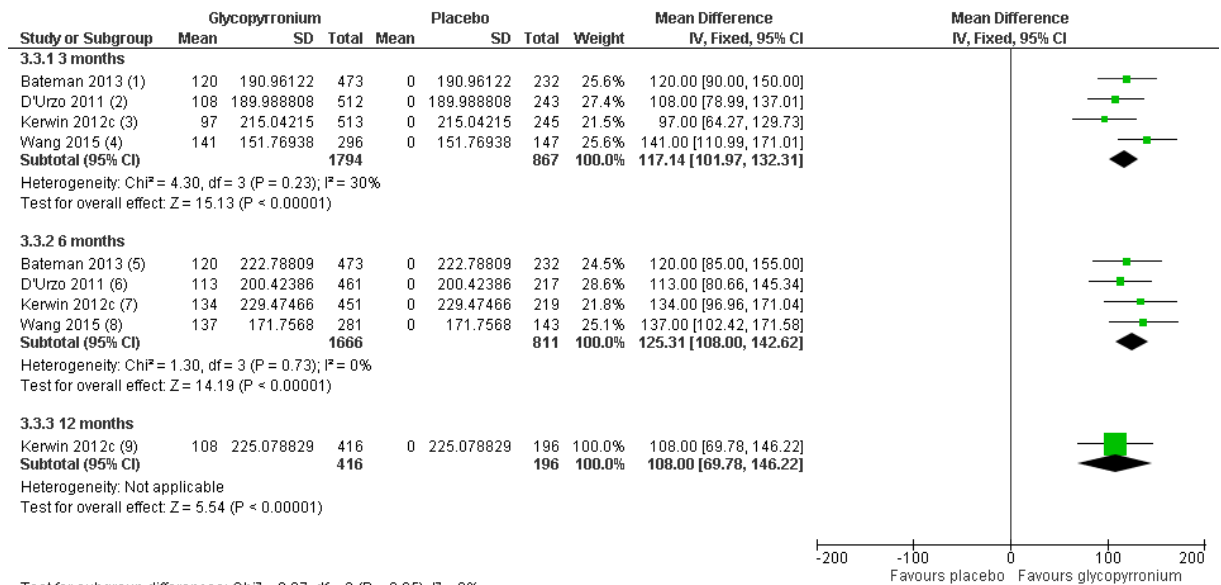 Glycopyrronium Placebo Mean Difference Mean Difference
Study or Subgroup Mean SD Total Mean SD Total Weight IV, Fixed, 95% CI IV, Fixed, 95% CI
3.3.1 3 months
Bateman 2013 (1) 120 190.96122 473 0 190.96122 232 25.6% 120.00 [90.00, 150.00]
D'Urzo 2011 (2) 108 189.988808 512 0 189.988808 243 27.4% 108.00 [78.99, 137.01]
Kerwin 2012c (3) 97 215.04215 513 0 215.04215 245 21.5% 97.00 [64.27, 129.73]
Wang 2015 (4) 141 151.76938 296 0 151.76938 147 25.6% 141.00 [110.99, 171.01]
Subtotal (95% CI) 1794 867 100.0% 117.14 [101.97, 132.31]
Heterogeneity: Chi² = 4.30, df = 3 (P = 0.23); I² = 30%
Test for overall effect: Z = 15.13 (P < 0.00001)
3.3.2 6 months
Bateman 2013 (5) 120 222.78809 473 0 222.78809 232 24.5% 120.00 [85.00, 155.00]
D'Urzo 2011 (6) 113 200.42386 461 0 200.42386 217 28.6% 113.00 [80.66, 145.34]
Kerwin 2012c (7) 134 229.47466 451 0 229.47466 219 21.8% 134.00 [96.96, 171.04]
Wang 2015 (8) 137 171.7568 281 0 171.7568 143 25.1% 137.00 [102.42, 171.58]
Subtotal (95% CI) 1666 811 100.0% 125.31 [108.00, 142.62]
Heterogeneity: Chi² = 1.30, df = 3 (P = 0.73); I² = 0%
Test for overall effect: Z = 14.19 (P < 0.00001)
3.3.3 12 months
Kerwin 2012c (9) 108 225.078829 416 0 225.078829 196 100.0% 108.00 [69.78, 146.22]
Subtotal (95% CI) 416 196 100.0% 108.00 [69.78, 146.22]
Heterogeneity: Not applicable
Test for overall effect: Z = 5.54 (P < 0.00001)
-200 -100 0 100 200
Favours placebo Favours glycopyrronium
Test for subgroup differences: